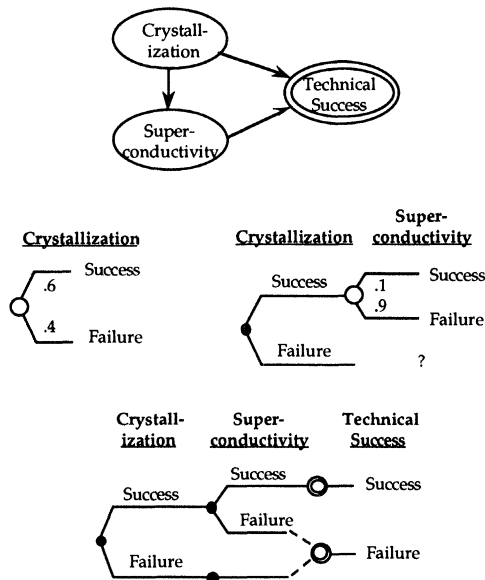 Crystall-
ization
Technical
Success
Super-
conductivity
Super-
Crystallization Crystallization conductivity
Success
.6
.4
Failure
Success
Success
.1
.9
Failure
Failure
?
Crystall- Super- Technical
ization conductivity Success
Success
Success
Success
Failure
Failure
Failure